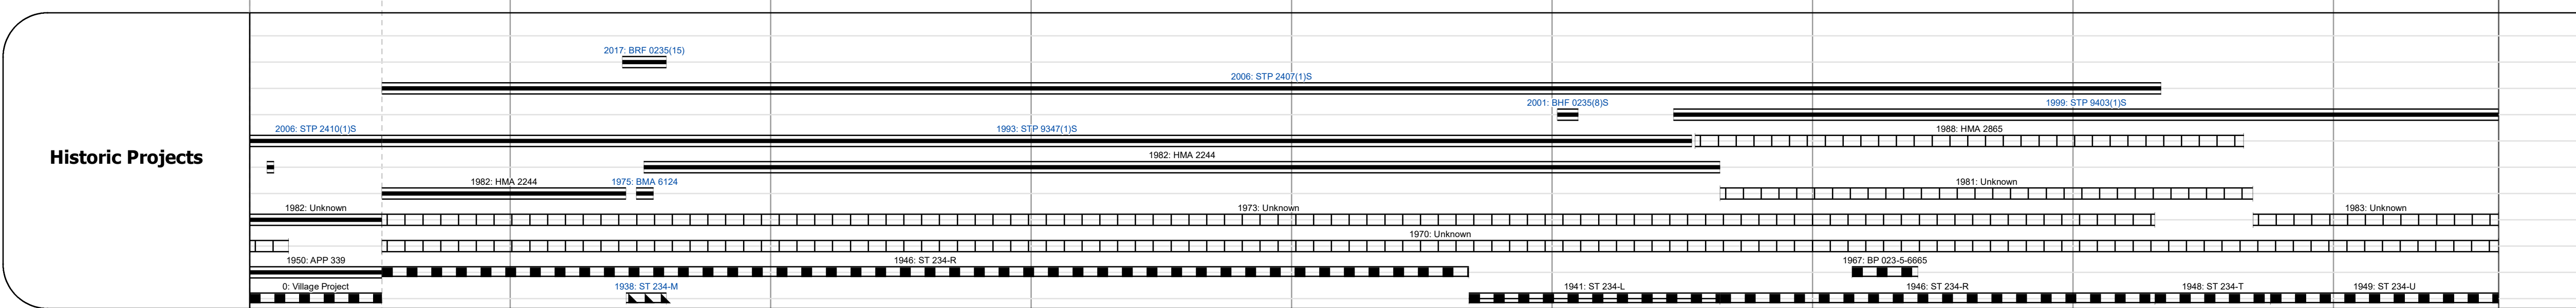 Historic Projects
2017: BRF 0235(15)
2006: STP 2407(1)S
2001: BHF 0235(8)S
1999: STP 9403(1)S
2006: STP 2410(1)S
1993: STP 9347(1)S
1988: HMA 2865
1982: HMA 2244
1982: HMA 2244
1975: BMA 6124
1981: Unknown
1982: Unknown
1973: Unknown
1983: Unknown
1970: Unknown
1950: APP 339
1946: ST 234-R
1967: BP 023-5-6665
0: Village Project
1938: ST 234-M
1941: ST 234-L
1946: ST 234-R
1948: ST 234-T
1949: ST 234-U